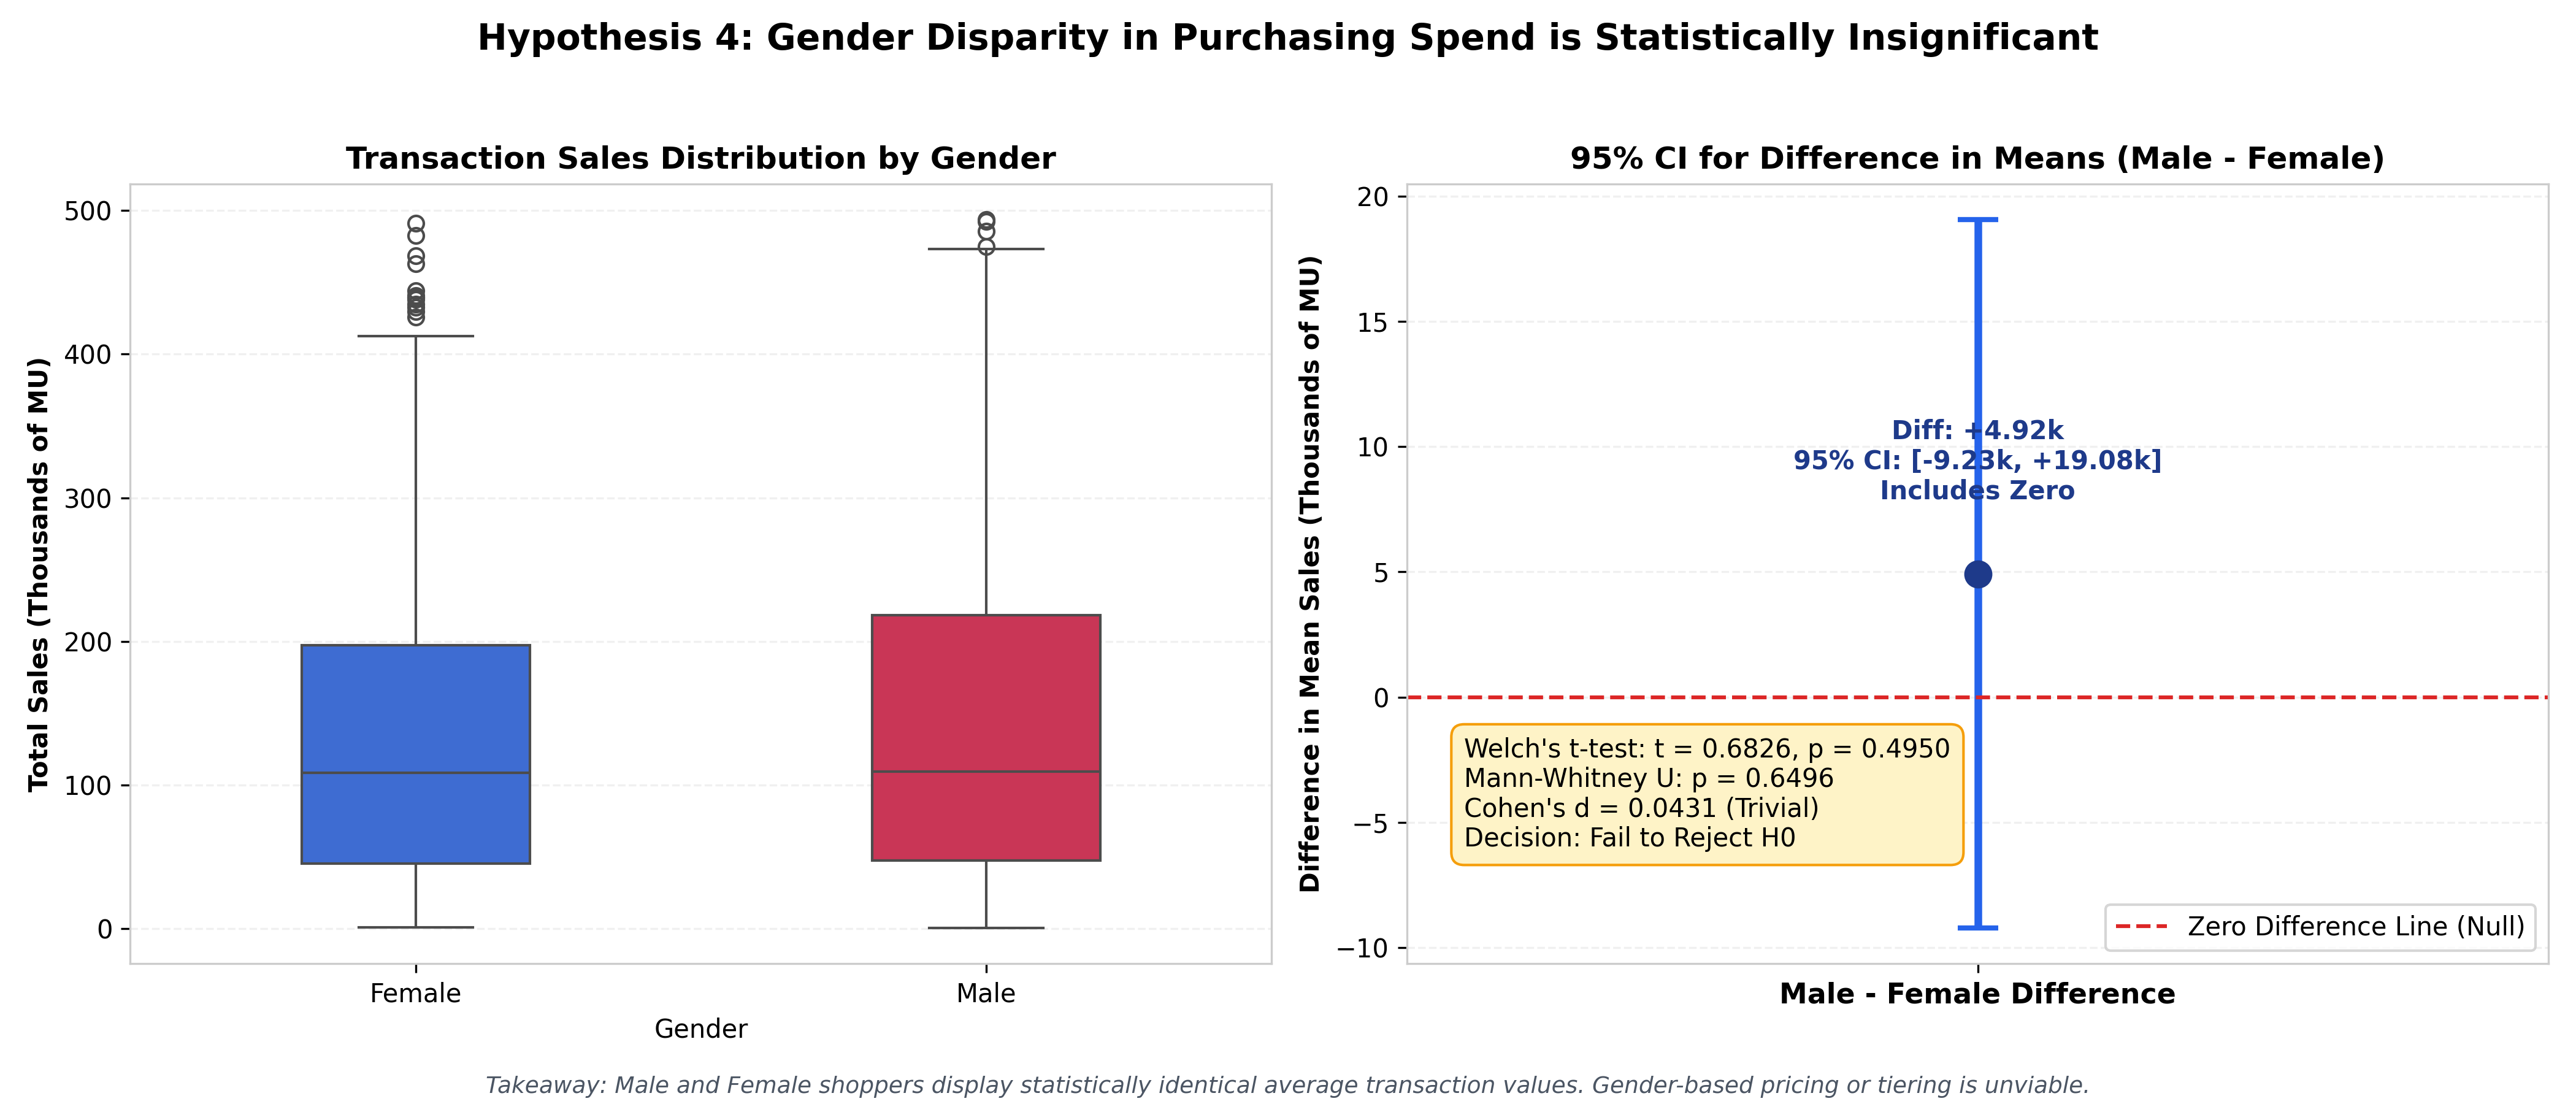 Hypothesis 4: Gender Disparity in Purchasing Spend is Statistically Insignificant
Transaction Sales Distribution by Gender
Total Sales (Thousands of MU)
500
400
300
200
100
0
Female
Male
Gender
95% CI for Difference in Means (Male - Female)
Difference in Mean Sales (Thousands of MU)
20
15
10
5
0
−5
−10
Diff: +4.92k
95% CI: [-9.23k, +19.08k]
Includes Zero
Welch's t-test: t = 0.6826, p = 0.4950
Mann-Whitney U: p = 0.6496
Cohen's d = 0.0431 (Trivial)
Decision: Fail to Reject H0
Zero Difference Line (Null)
Male - Female Difference
Takeaway: Male and Female shoppers display statistically identical average transaction values. Gender-based pricing or tiering is unviable.